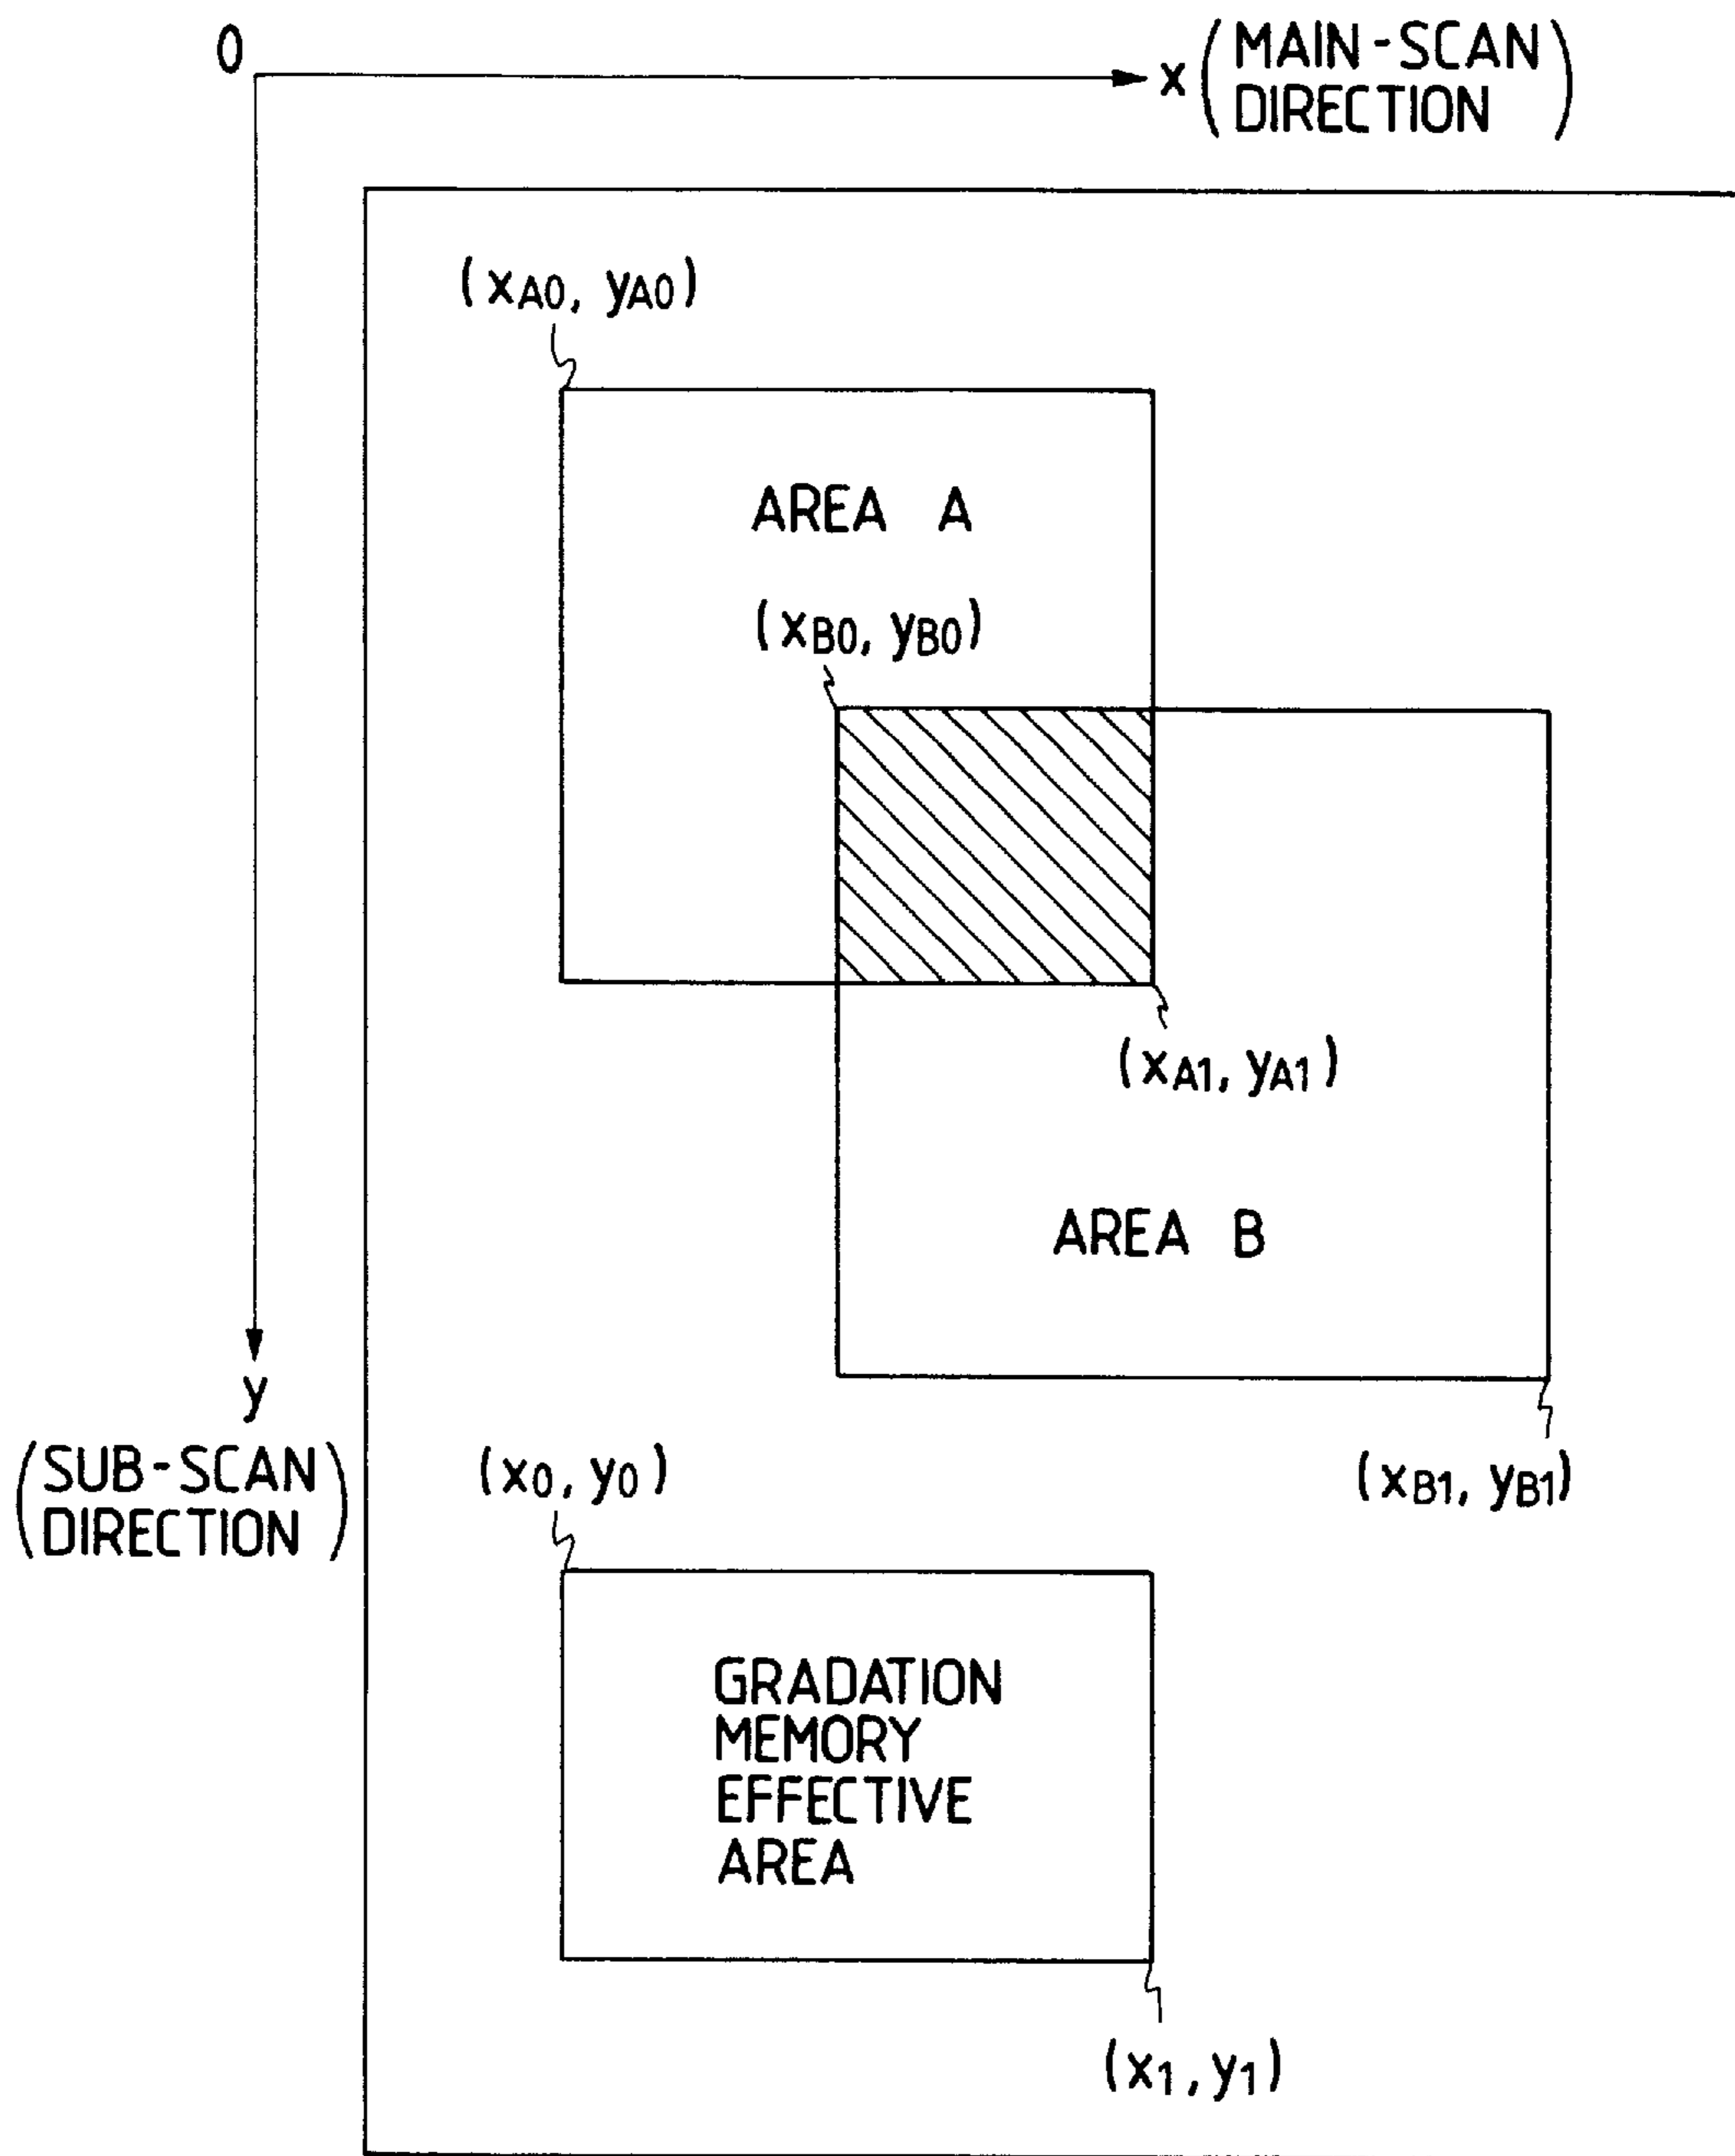 0
x (MAIN-SCAN
DIRECTION)
(xA0, yA0)
AREA A
(xB0, yB0)
(xA1, yA1)
AREA B
y
(SUB-SCAN
DIRECTION)
(x0, y0)
(xB1, yB1)
GRADATION
MEMORY
EFFECTIVE
AREA
(x1, y1)